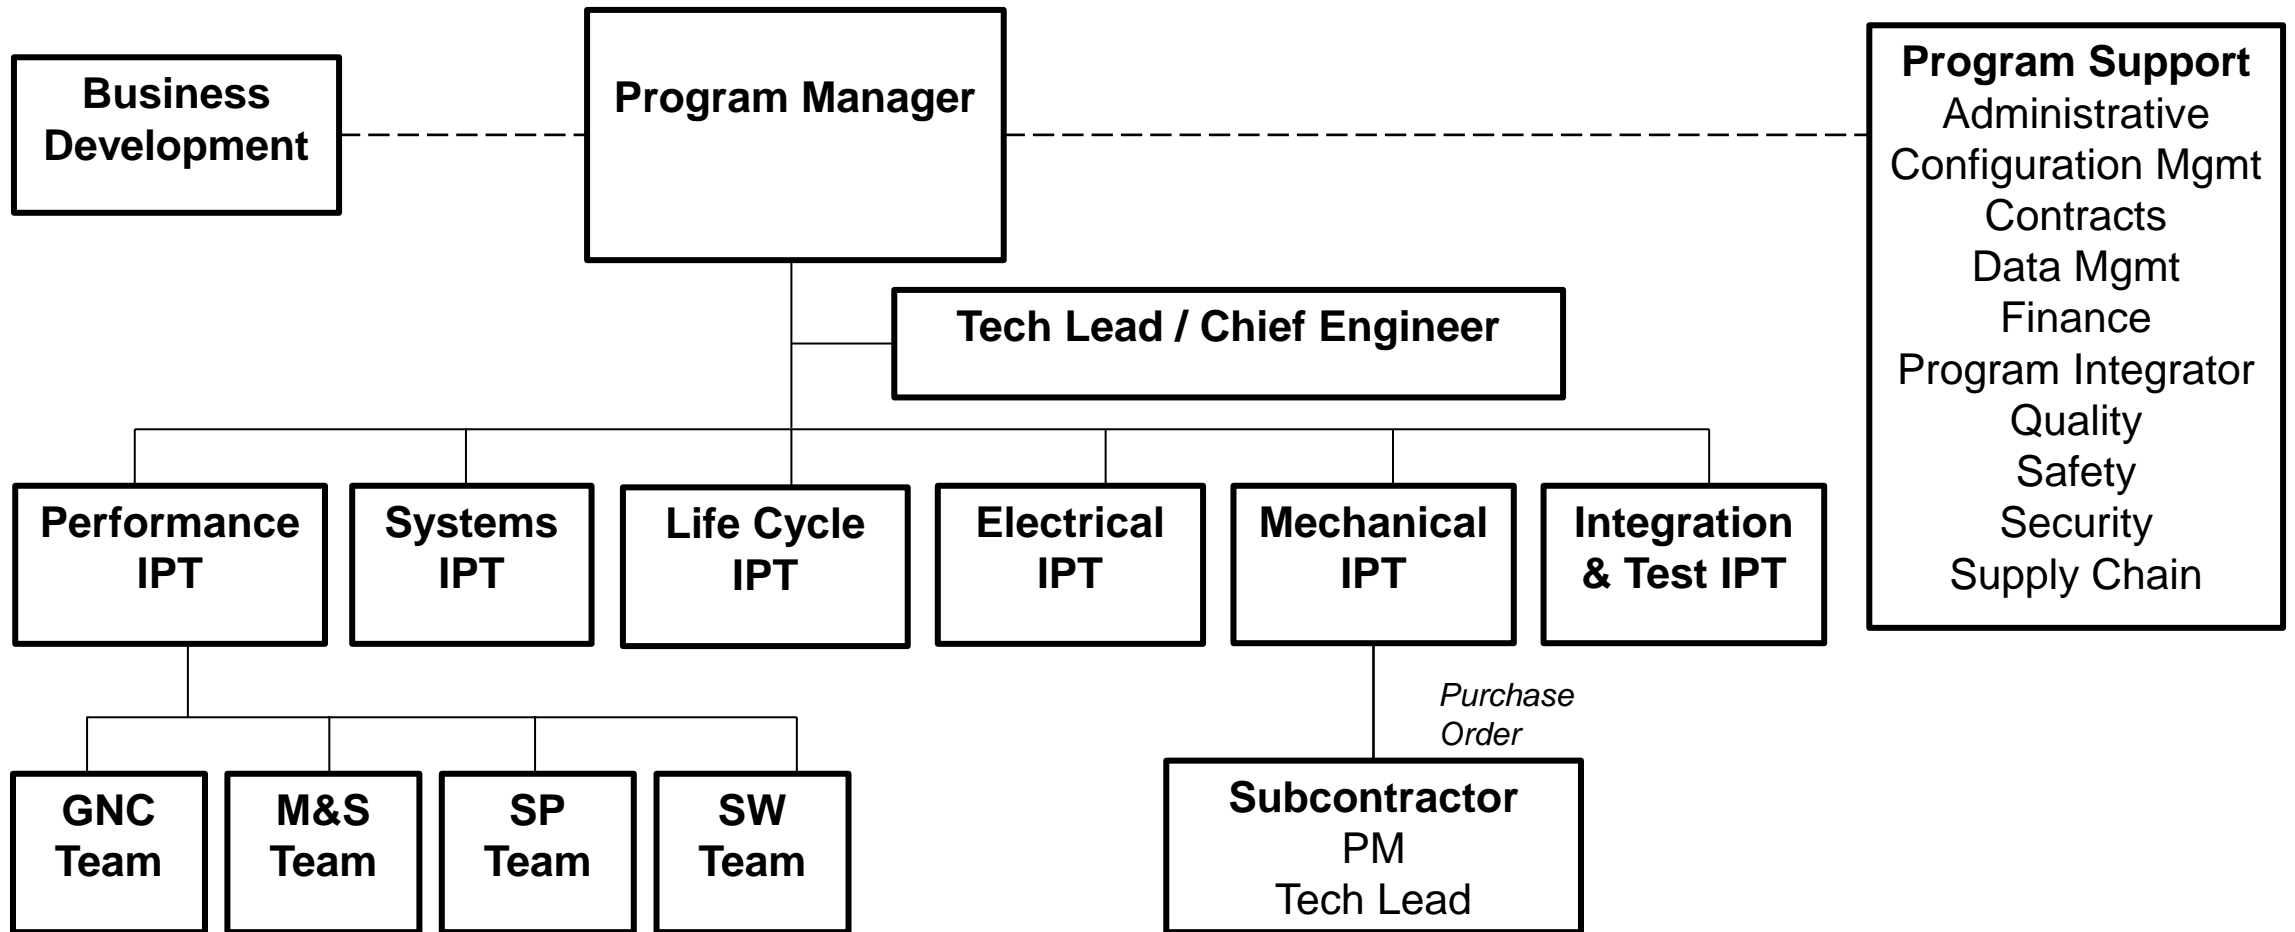 Business
Development
Program Manager
Program Support
Administrative
Configuration Mgmt
Contracts
Data Mgmt
Finance
Program Integrator
Quality
Safety
Security
Supply Chain
Tech Lead / Chief Engineer
Performance
IPT
Systems
IPT
Life Cycle
IPT
Electrical
IPT
Mechanical
IPT
Integration
& Test IPT
Purchase
Order
GNC
Team
M&S
Team
SP
Team
SW
Team
Subcontractor
PM
Tech Lead